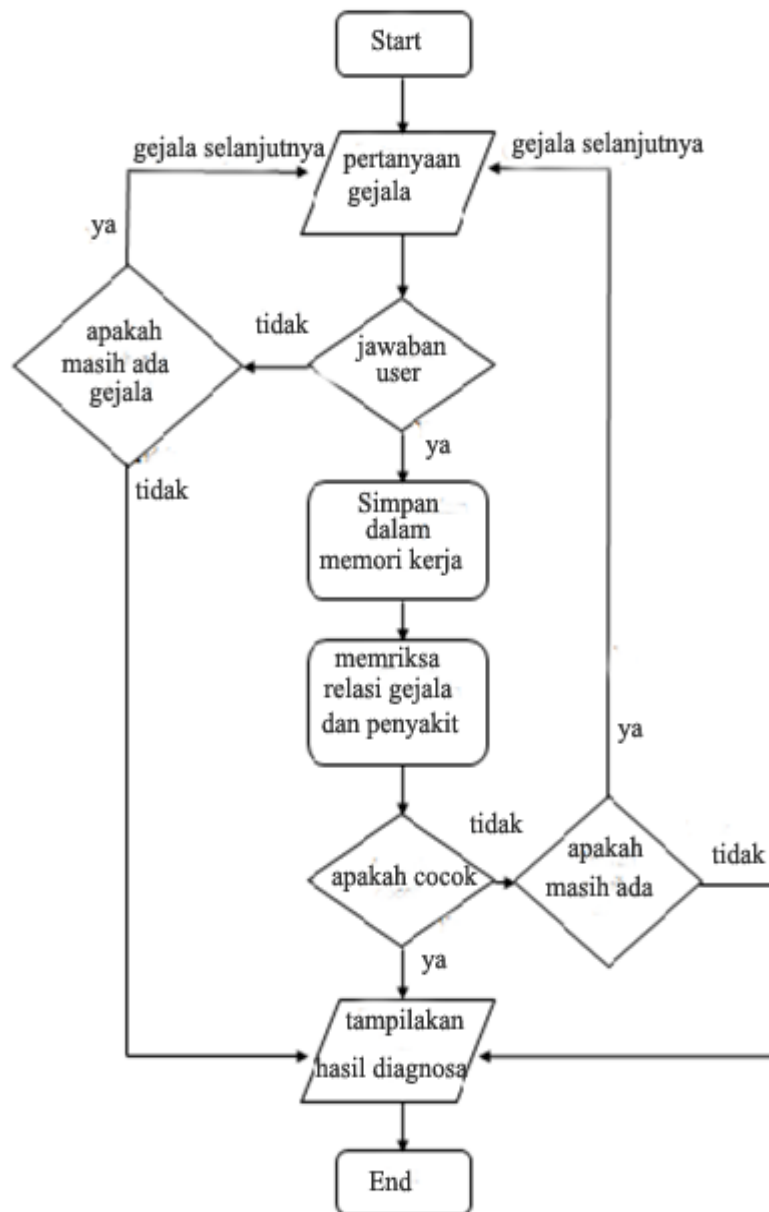 Start
gejala selanjutnya
pertanyaan
gejala
gejala selanjutnya
ya
apakah
masih ada
gejala
tidak
jawaban
user
ya
tidak
Simpan
dalam
memori kerja
memriksa
relasi gejala
dan penyakit
ya
apakah cocok
tidak
apakah
masih ada
tidak
ya
tampilakan
hasil diagnosa
End